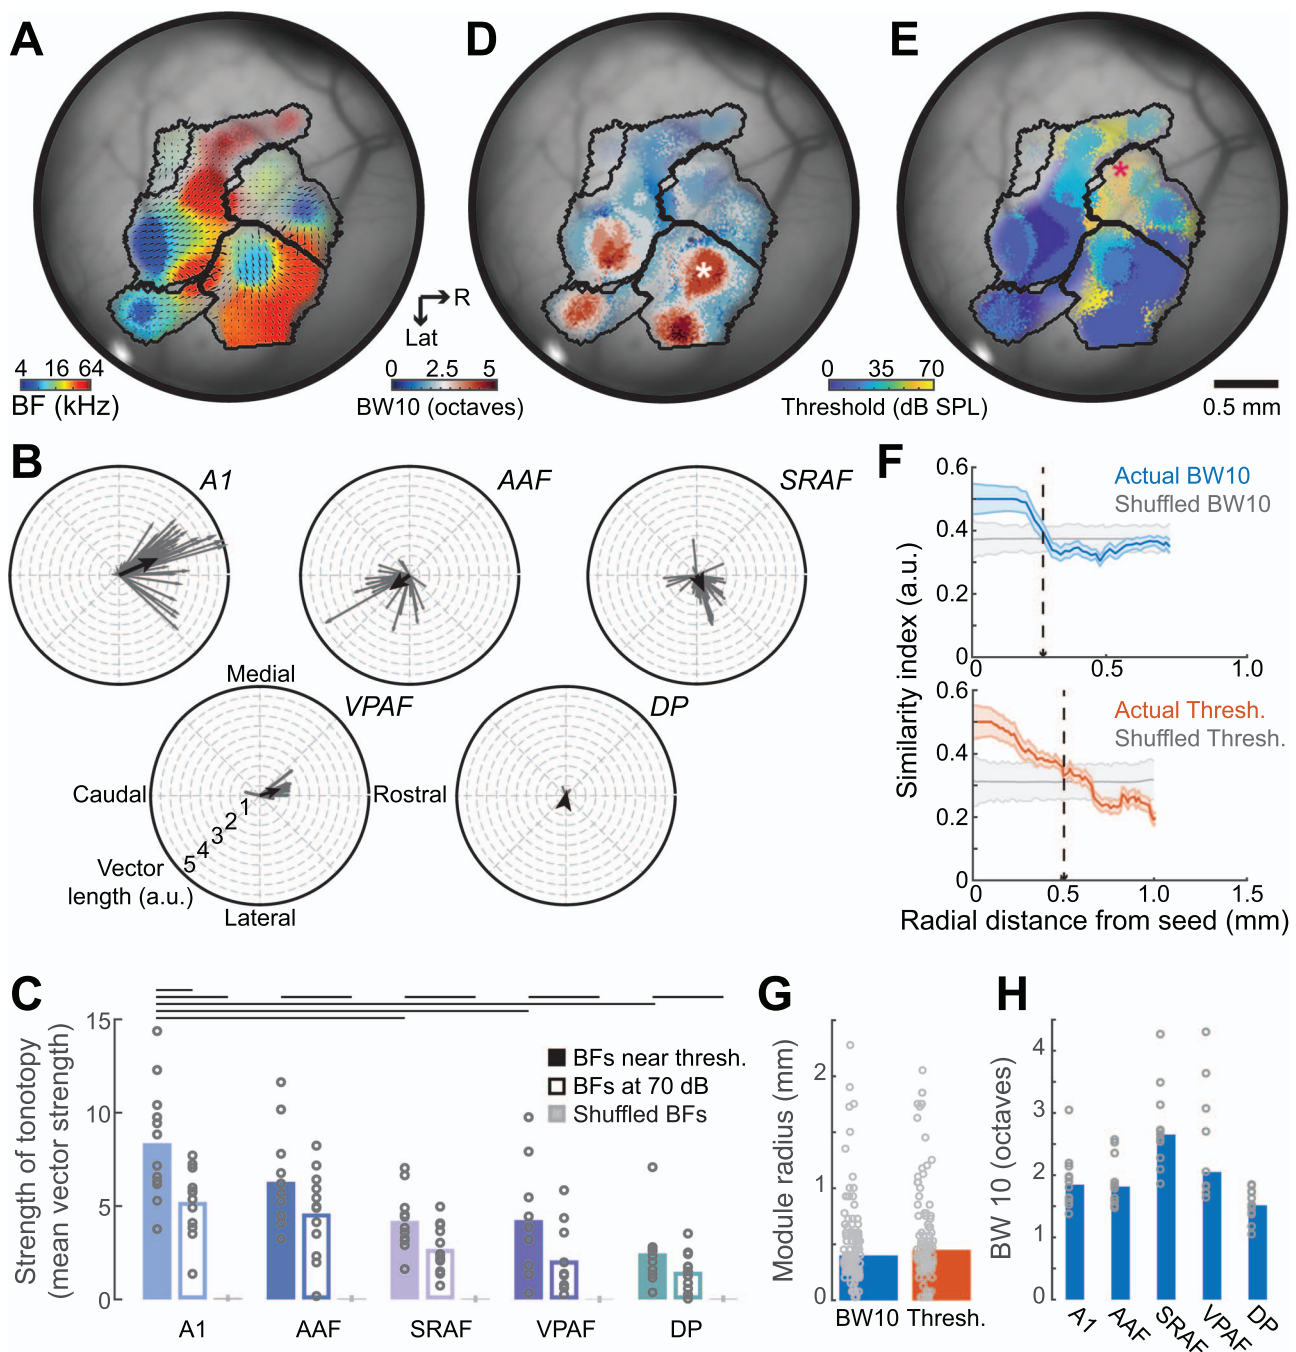 A
D
E
R
Lat
4 16 64
BF (kHz)
0 2.5 5
BW10 (octaves)
0 35 70
Threshold (dB SPL)
0.5 mm
*
*
B
A1
AAF
SRAF
Medial
VPAF
DP
Caudal
Rostral
1
2
3
4
5
Vector
length (a.u.)
Lateral
F
Similarity index (a.u.)
0.6
0.4
0.2
0
Actual BW10
Shuffled BW10
0 0.5 1.0
0.6
0.4
0.2
0
Actual Thresh.
Shuffled Thresh.
0 0.5 1.0 1.5
Radial distance from seed (mm)
C
Strength of tonotopy
(mean vector strength)
15
10
5
0
BFs near thresh.
BFs at 70 dB
Shuffled BFs
A1 AAF SRAF VPAF DP
G
Module radius (mm)
2
1
0
BW10 Thresh.
H
BW 10 (octaves)
4
3
2
1
0
A1 AAF SRAF VPAF DP